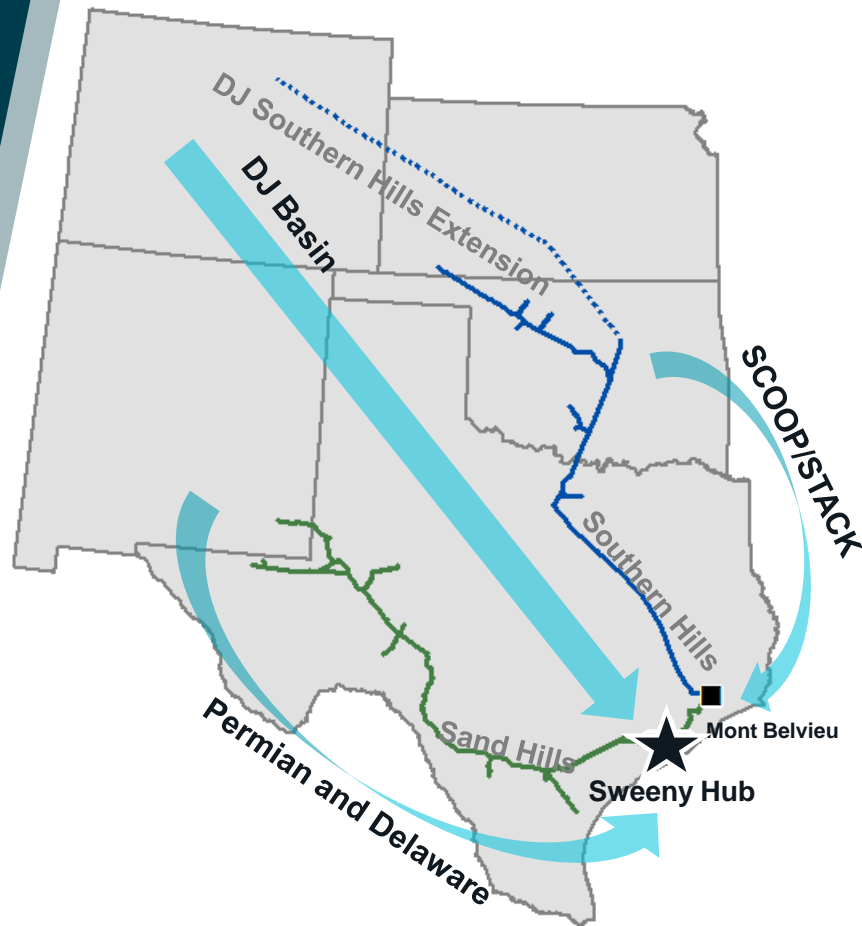 DJ Southern Hills Extension
DJ Basin
SCOOP/STACK
Southern Hills
Mont Belvieu
Sand Hills
Sweeny Hub
Permian and Delaware